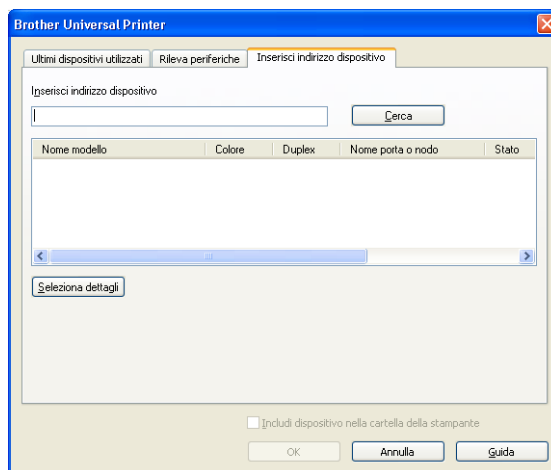 Brother Universal Printer
Ultimi dispositivi utilizzati Rileva periferiche Inserisci indirizzo dispositivo
Inserisci indirizzo dispositivo
Cerca
Nome modello Colore Duplex Nome porta o nodo Stato
Seleziona dettagli
Includi dispositivo nella cartella della stampante
OK Annulla Guida